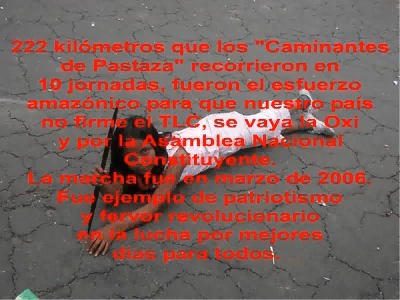 222 kilómetros que los "Caminantes
de Pastaza" recorrieron en
10 jornadas, fueron el esfuerzo
amazónico para que nuestro país
no firme el TLC, se vaya la Oxi
y por la Asamblea Nacional
Constituyente.
La marcha fue en marzo de 2006.
Fue ejemplo de patriotismo
y fervor revolucionario
en la lucha por mejores
días para todos.